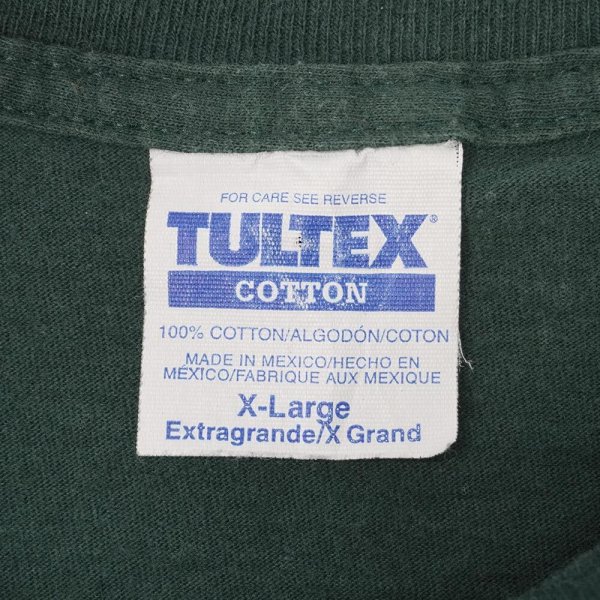 FOR CARE SEE REVERSE
TULTEX®
COTTON
100% COTTON/ALGODÓN/COTON
MADE IN MEXICO/HECHO EN
MÉXICO/FABRIQUE AUX MEXIQUE
X-Large
Extragrande/X Grand